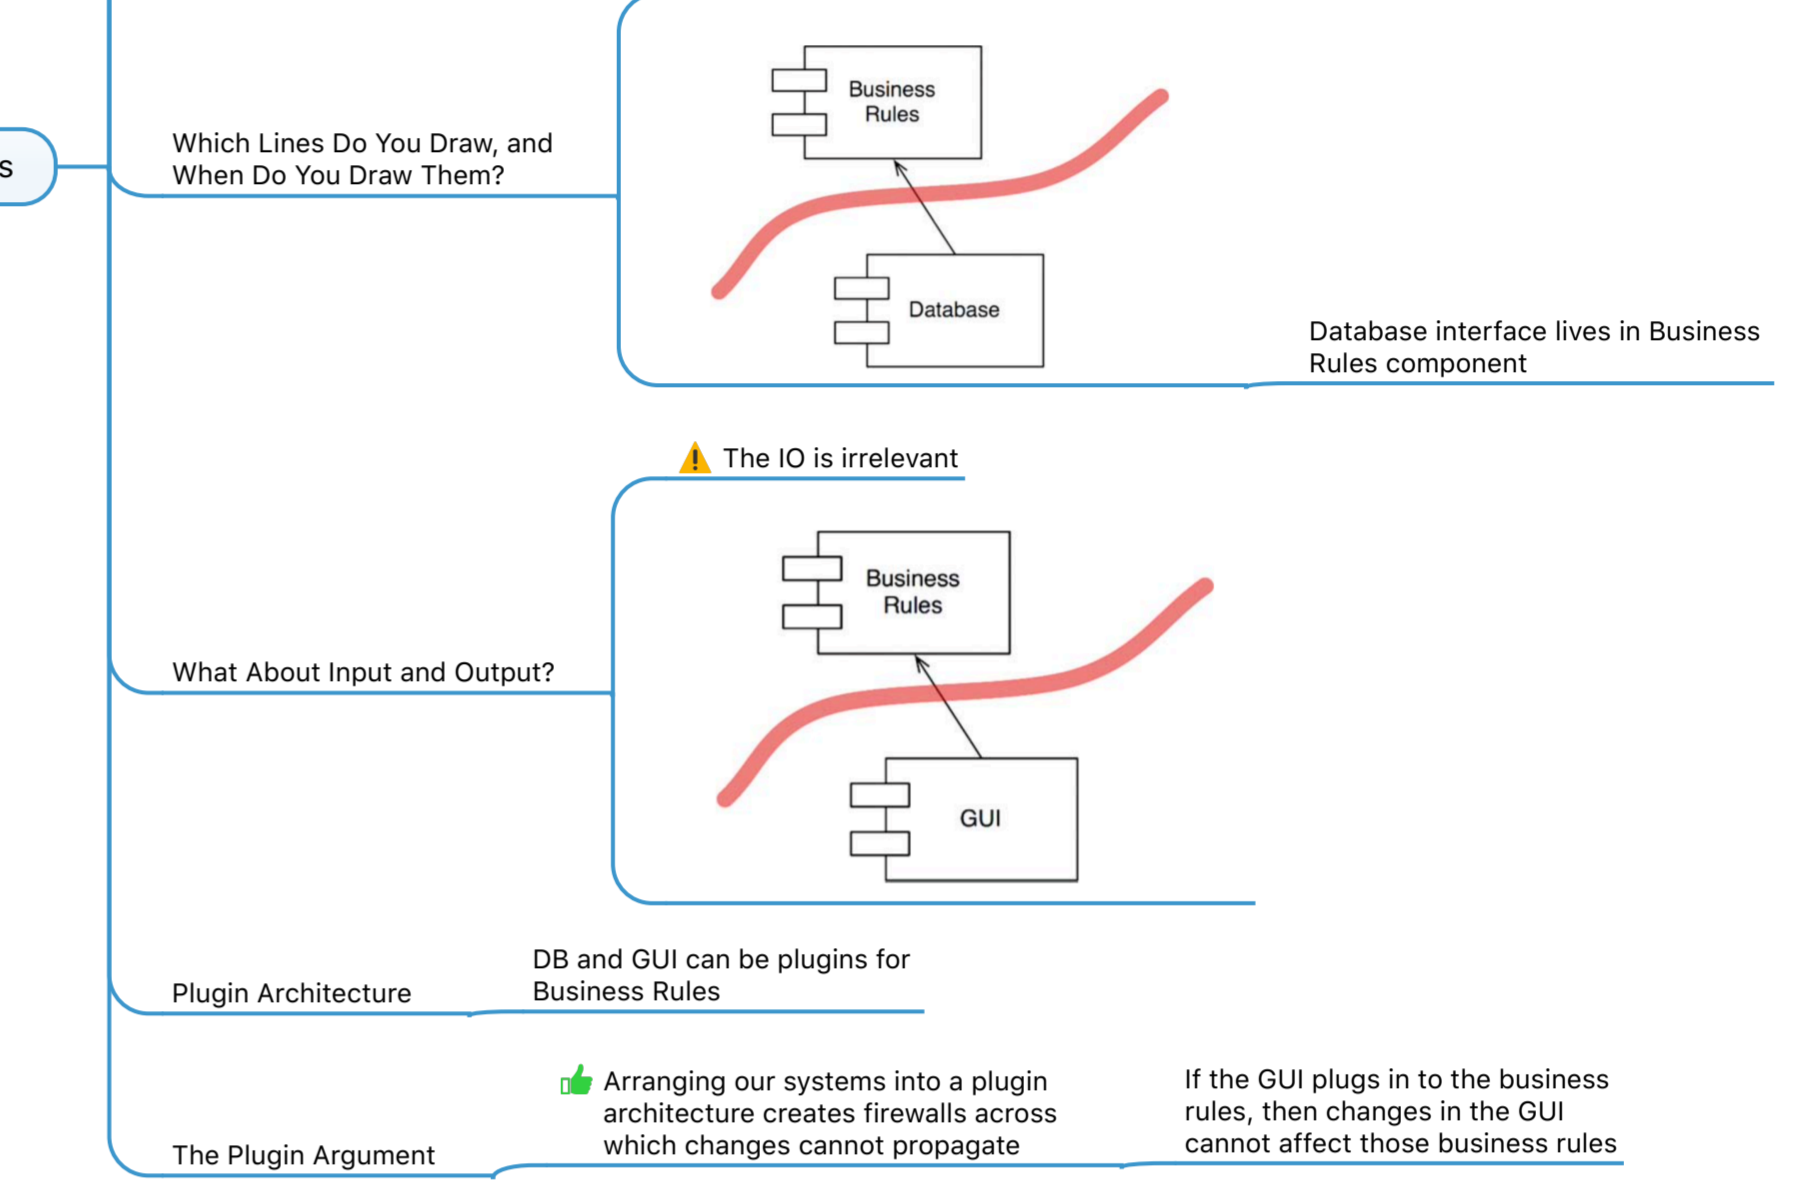 s
Which Lines Do You Draw, and
When Do You Draw Them?
Business
Rules
Database
Database interface lives in Business
Rules component
What About Input and Output?
The IO is irrelevant
Business
Rules
GUI
Plugin Architecture
DB and GUI can be plugins for
Business Rules
The Plugin Argument
Arranging our systems into a plugin
architecture creates firewalls across
which changes cannot propagate
If the GUI plugs in to the business
rules, then changes in the GUI
cannot affect those business rules